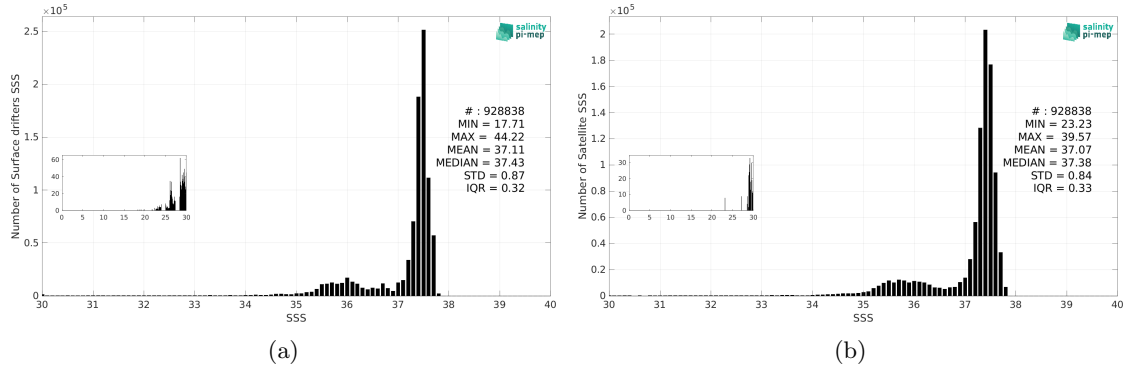 ×10^5
salinity
pi-mep
2.5
2
1.5
1
0.5
0
Number of Surface drifters SSS
# : 928838
MIN = 17.71
MAX = 44.22
MEAN = 37.11
MEDIAN = 37.43
STD = 0.87
IQR = 0.32
60
40
20
0
0 5 10 15 20 25 30
30 31 32 33 34 35 36 37 38 39 40
SSS
(a)
×10^5
salinity
pi-mep
2
1.8
1.6
1.4
1.2
1
0.8
0.6
0.4
0.2
0
Number of Satellite SSS
# : 928838
MIN = 23.23
MAX = 39.57
MEAN = 37.07
MEDIAN = 37.38
STD = 0.84
IQR = 0.33
30
20
10
0
0 5 10 15 20 25 30
30 31 32 33 34 35 36 37 38 39 40
SSS
(b)